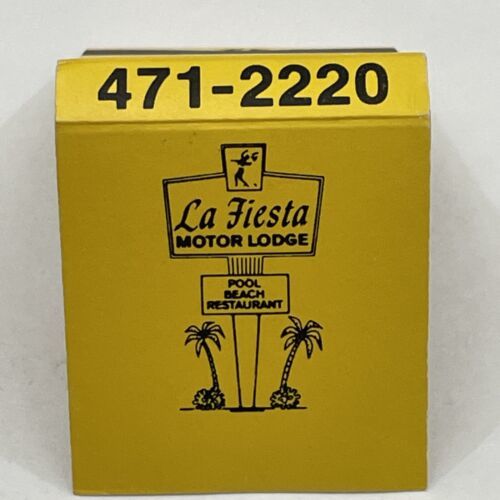 471-2220
La Fiesta
MOTOR LODGE
POOL
BEACH
RESTAURANT